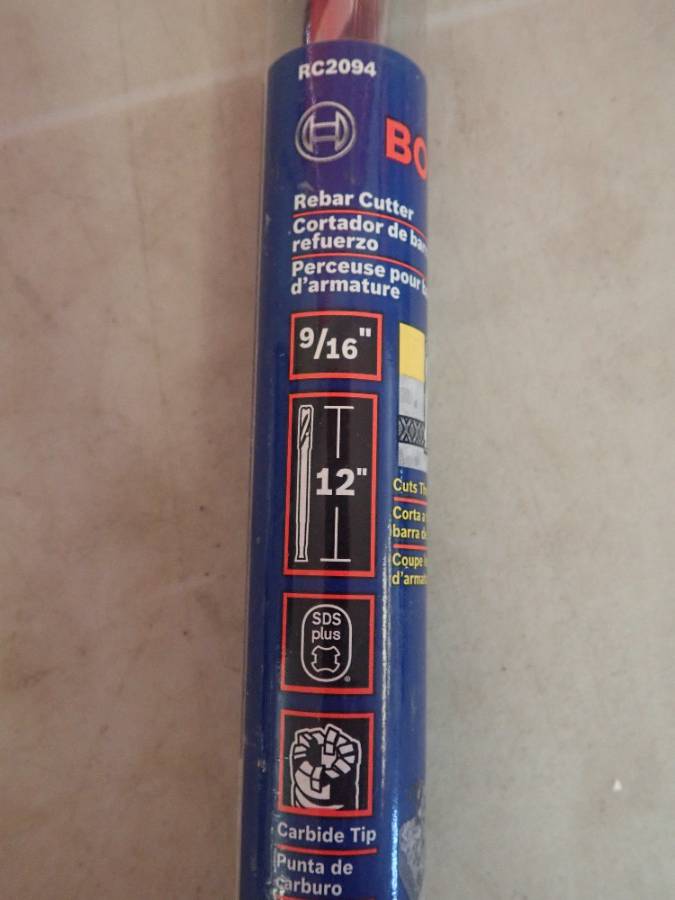 RC2094
BO
Rebar Cutter
Cortador de
refuerzo
Perceuse pour
d'armature
9/16"
12"
Cuts
Corta a
barra de
Coupe
SDS
plus
Carbide Tip
Punta de
carburo